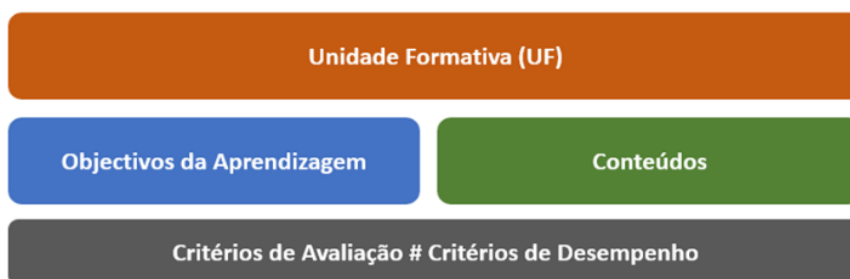 Unidade Formativa (UF)
Objectivos da Aprendizagem
Conteúdos
Critérios de Avaliação # Critérios de Desempenho